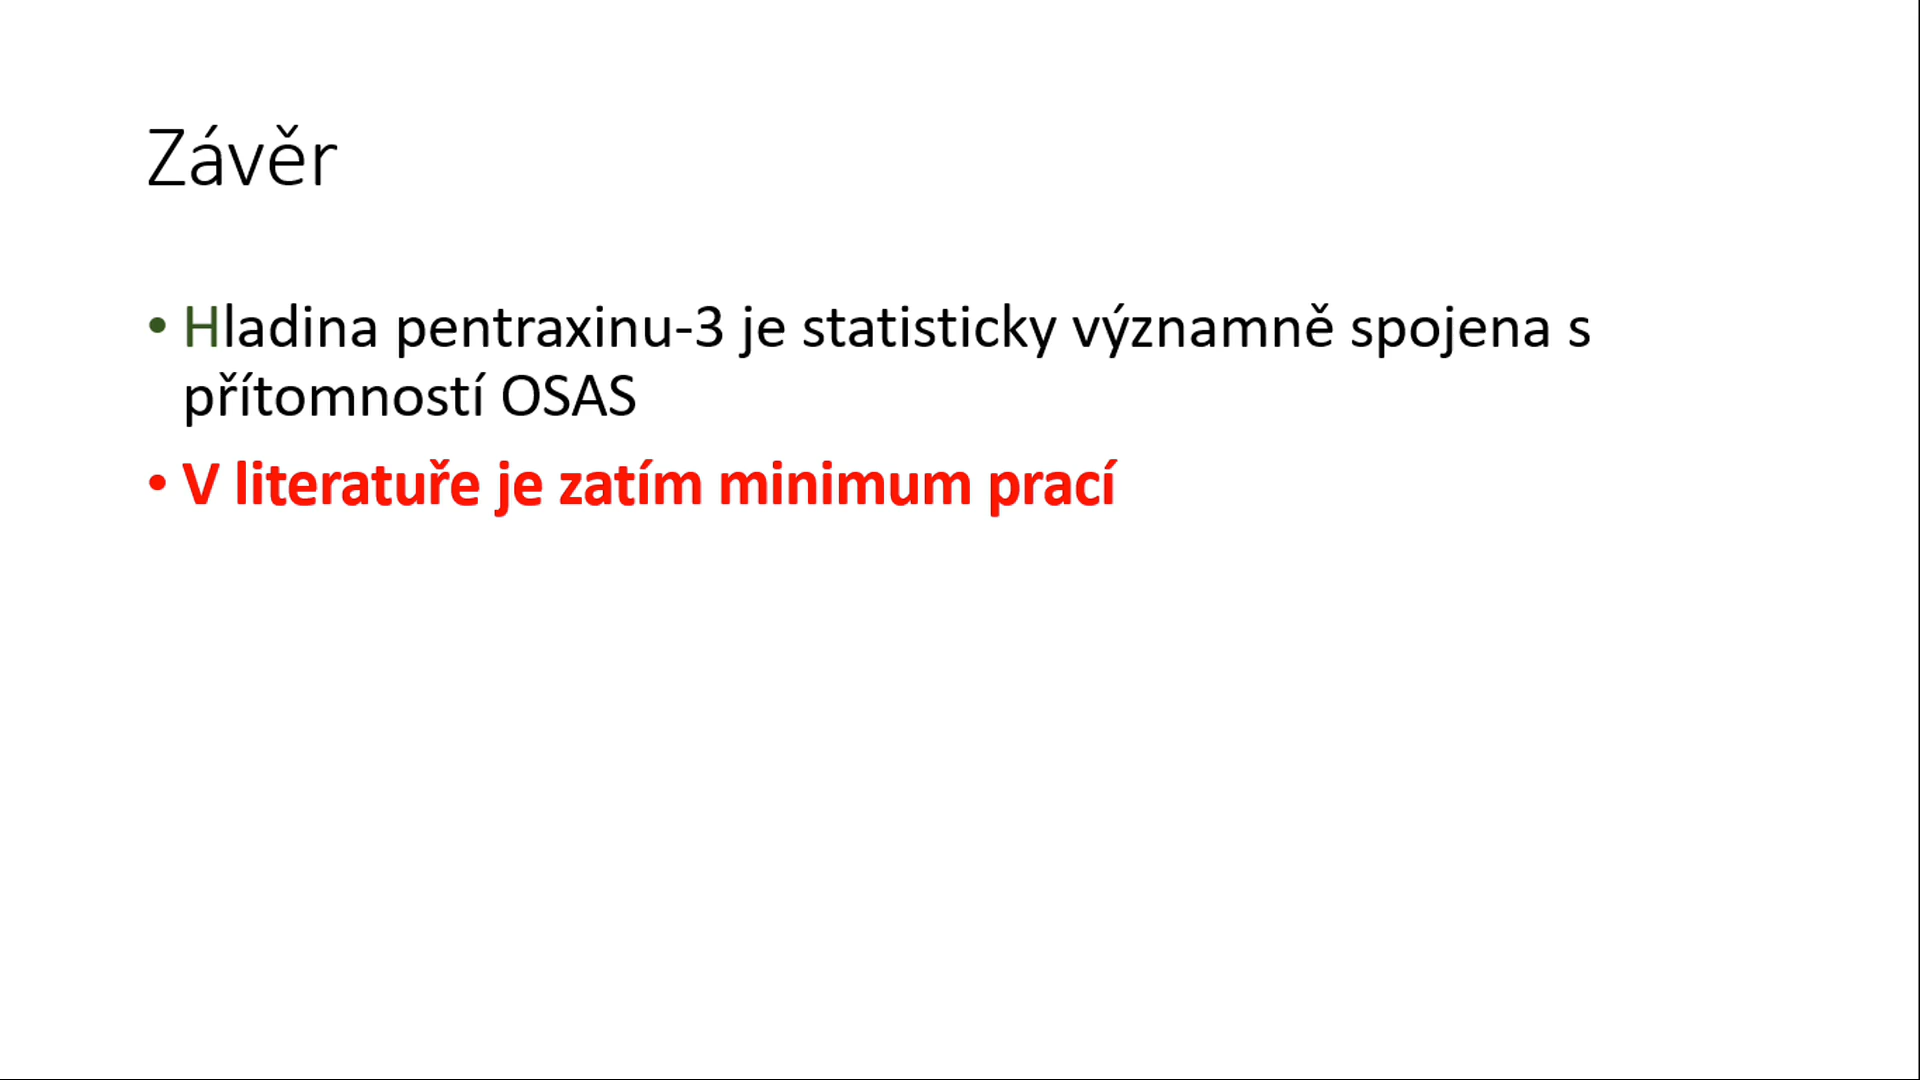 Závěr
• Hladina pentraxinu-3 je statisticky významně spojena s
přítomností OSAS
• V literatuře je zatím minimum prací